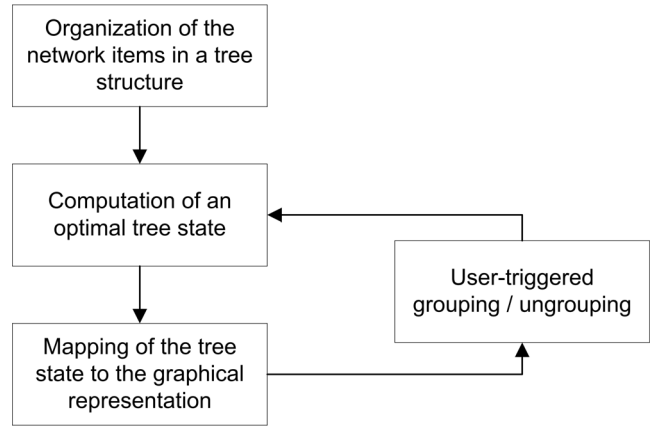 Organization of the
network items in a tree
structure
Computation of an
optimal tree state
User-triggered
grouping / ungrouping
Mapping of the tree
state to the graphical
representation